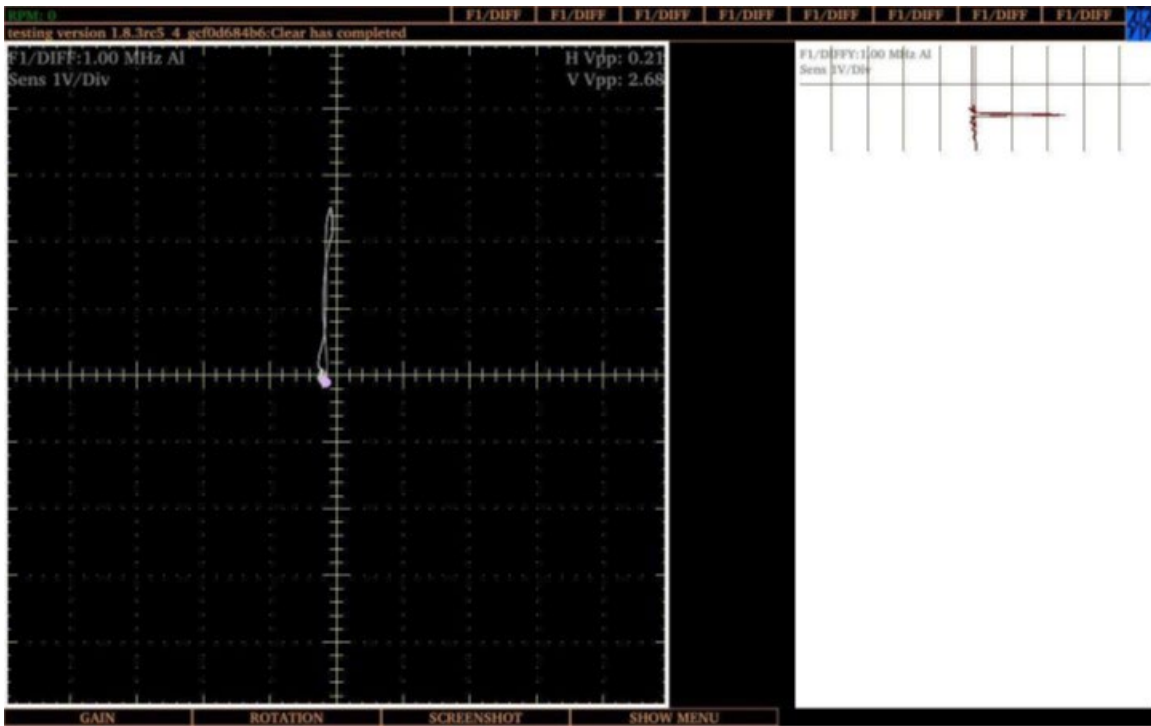 RPM: 0
F1/DIFF F1/DIFF F1/DIFF F1/DIFF F1/DIFF F1/DIFF F1/DIFF F1/DIFF
testing version 1.8.3rc5_4_gcf0d684b6:Clear has completed
F1/DIFF:1.00 MHz Al
H Vpp: 0.21
Sens 1V/Div
V Vpp: 2.68
F1/DIFFY:1.00 MHz Al
Sens 1V/Div
GAIN ROTATION SCREENSHOT SHOW MENU